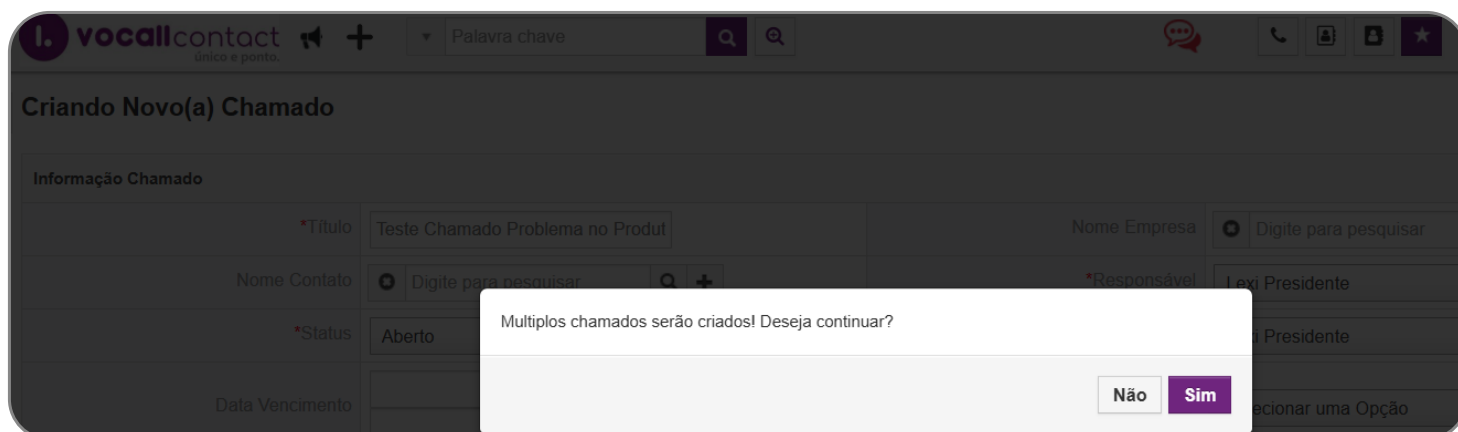 l. vocallcontact
único e ponto.
Palavra chave
Criando Novo(a) Chamado
Informação Chamado
*Título Teste Chamado Problema no Produt Nome Empresa Digite para pesquisar
Nome Contato Digite para pesquisar *Responsável Lexi Presidente
*Status Aberto Presidente
Multiplos chamados serão criados! Deseja continuar?
Data Vencimento ecionar uma Opção
Não Sim